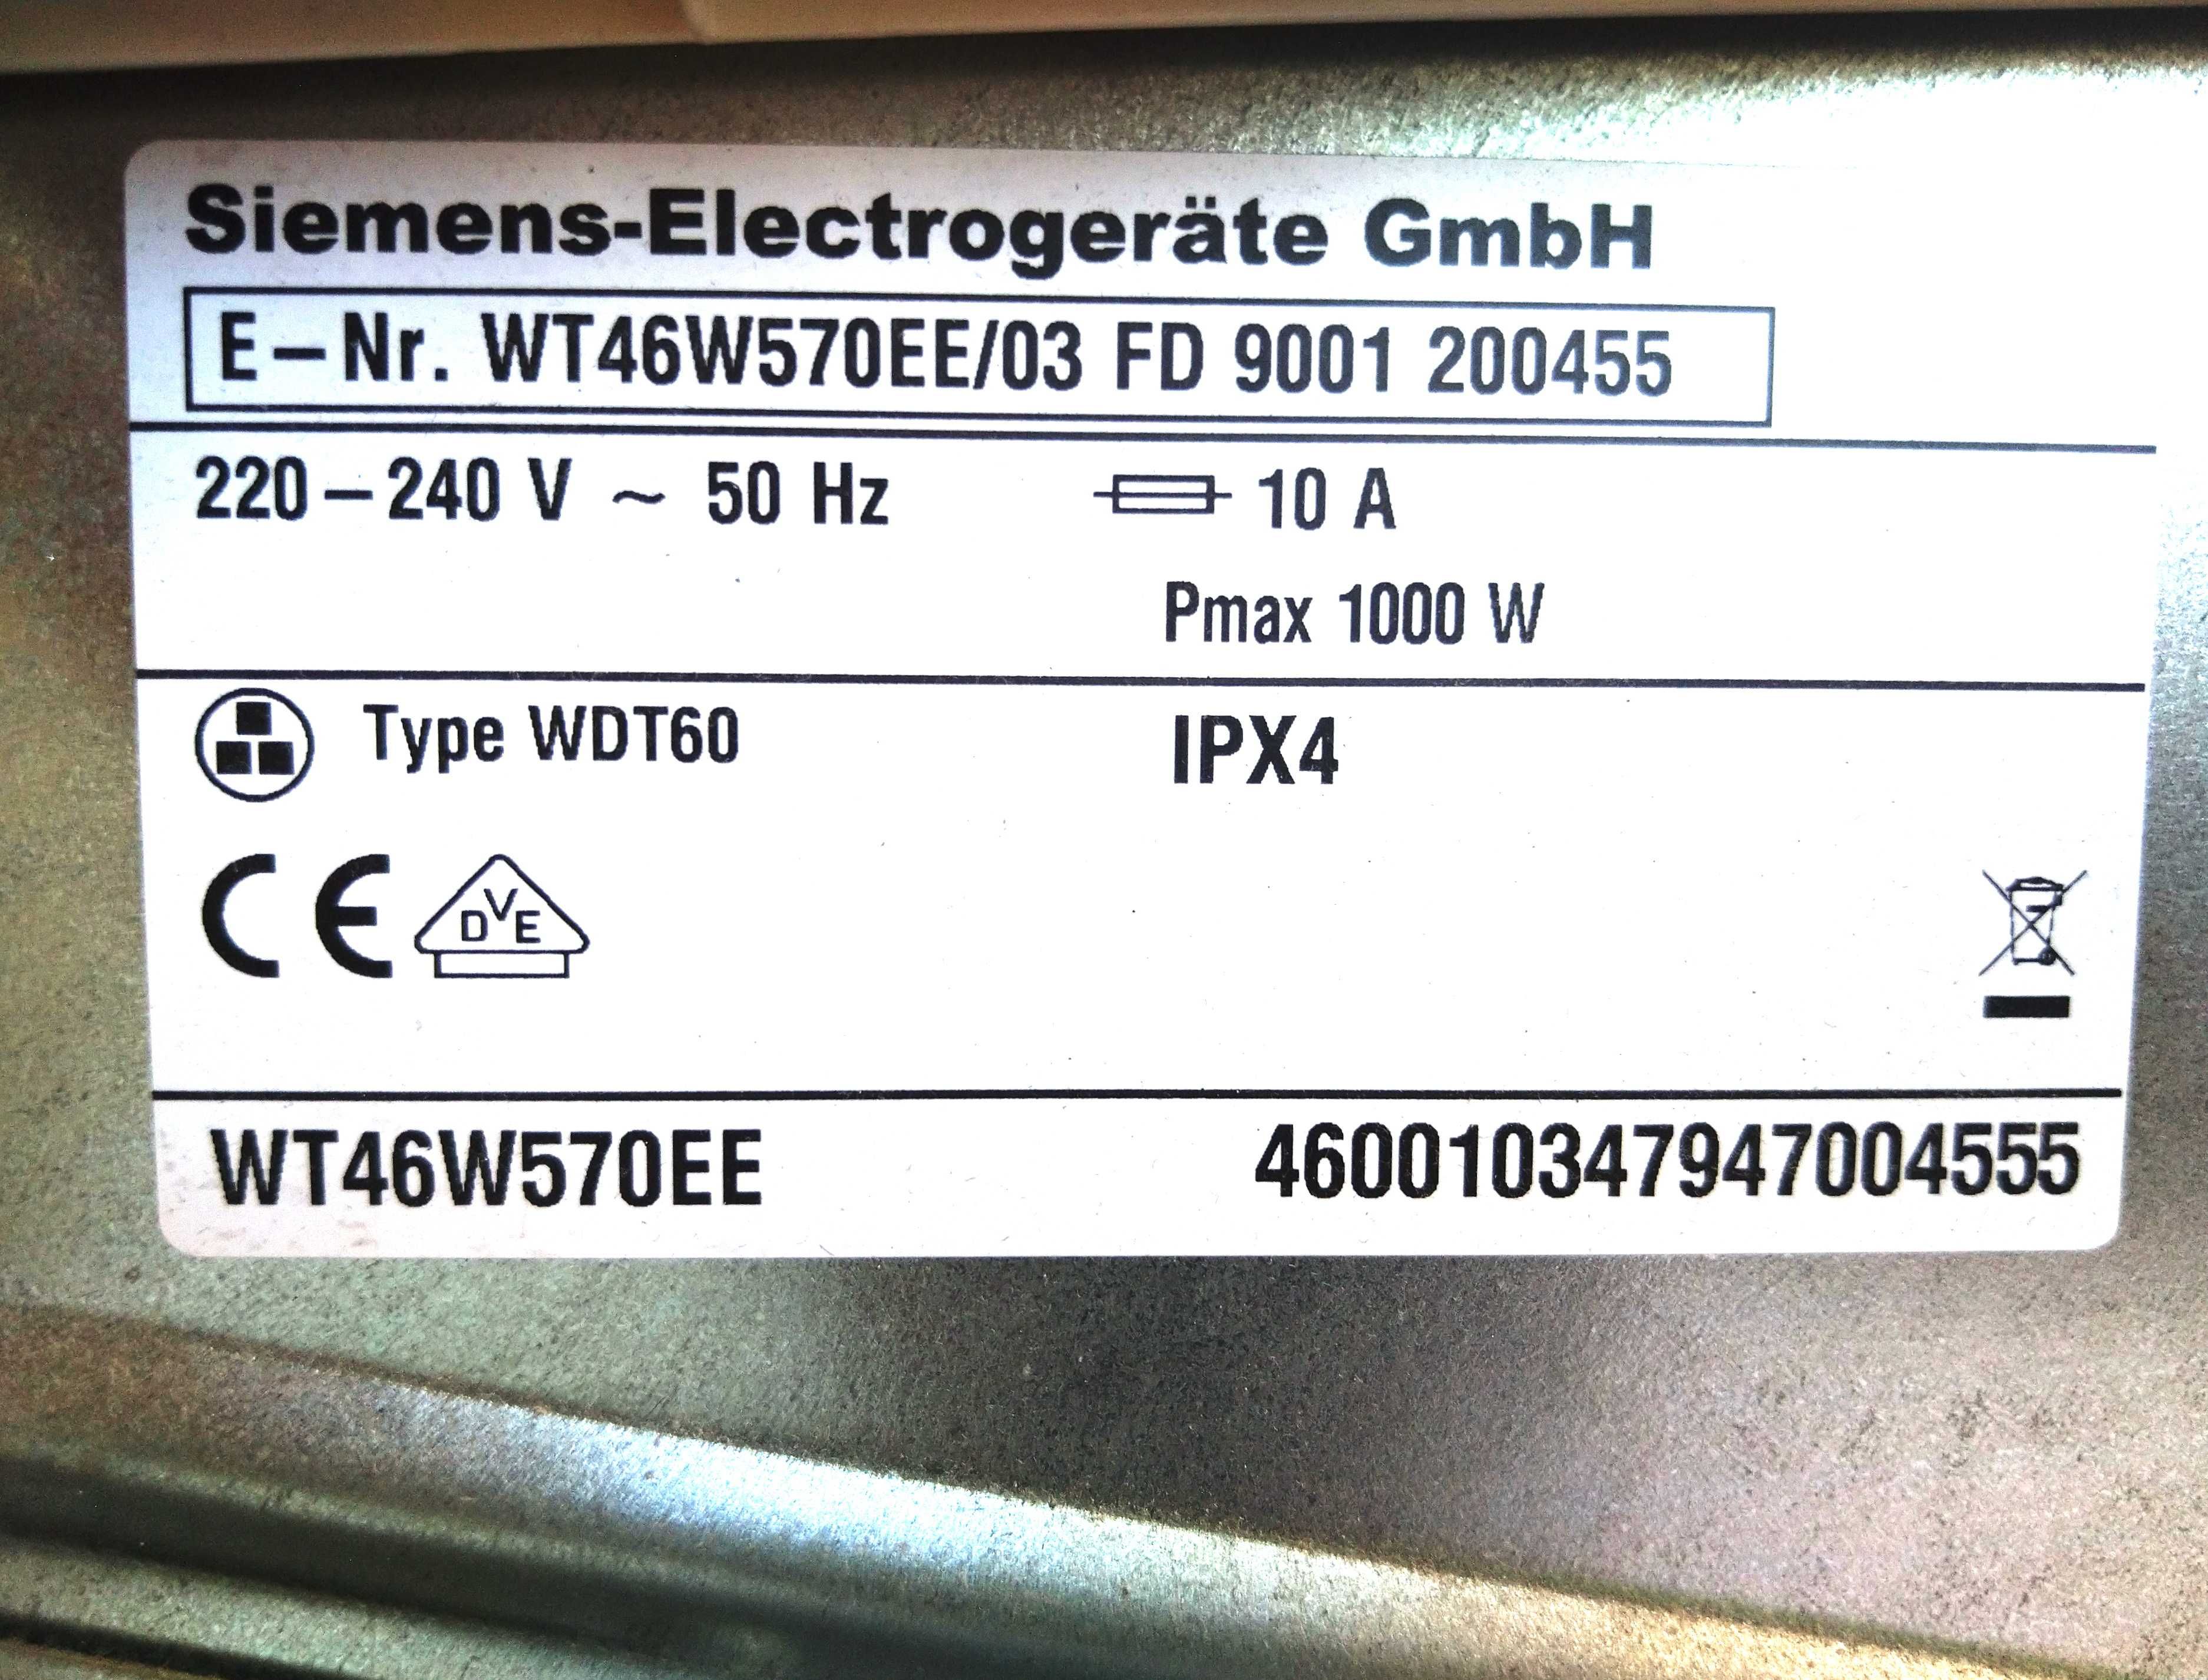 Siemens-Electrogeräte GmbH
E–Nr. WT46W570EE/03 FD 9001 200455
220–240 V ~ 50 Hz 10 A
Pmax 1000 W
Type WDT60 IPX4
CE DVE
WT46W570EE 460010347947004555